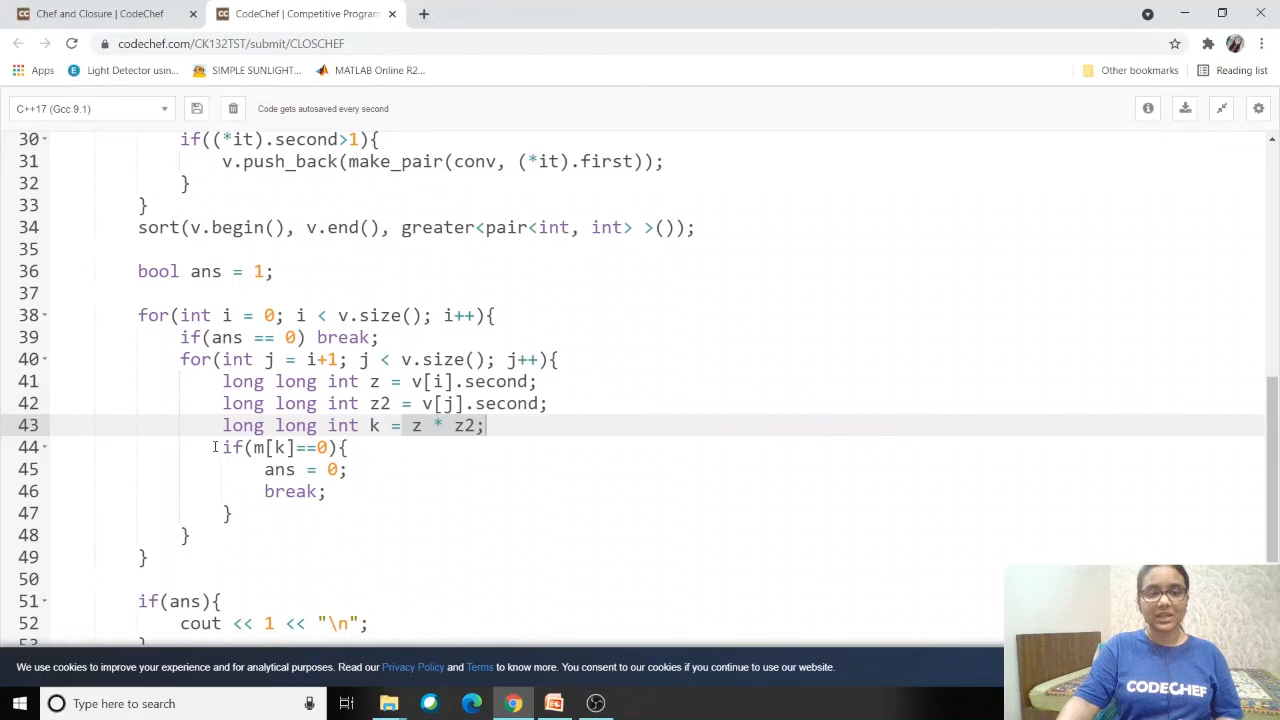 Chef and Closure | CodeChef
CodeChef | Competitive Program
codechef.com/CK132TST/submit/CLOSCHEF
Apps
Light Detector usin...
SIMPLE SUNLIGHT...
MATLAB Online R2...
Other bookmarks
Reading list
C++17 (Gcc 9.1)
Code gets autosaved every second
30 if((*it).second>1){
31 v.push_back(make_pair(conv, (*it).first));
32 }
33 }
34 sort(v.begin(), v.end(), greater<pair<int, int> >());
35
36 bool ans = 1;
37
38 for(int i = 0; i < v.size(); i++){
39 if(ans == 0) break;
40 for(int j = i+1; j < v.size(); j++){
41 long long int z = v[i].second;
42 long long int z2 = v[j].second;
43 long long int k = z * z2;
44 if(m[k]==0){
45 ans = 0;
46 break;
47 }
48 }
49 }
50
51 if(ans){
52 cout << 1 << "\n";
53 }
We use cookies to improve your experience and for analytical purposes. Read our Privacy Policy and Terms to know more. You consent to our cookies if you continue to use our website.
CODECHEF
Type here to search